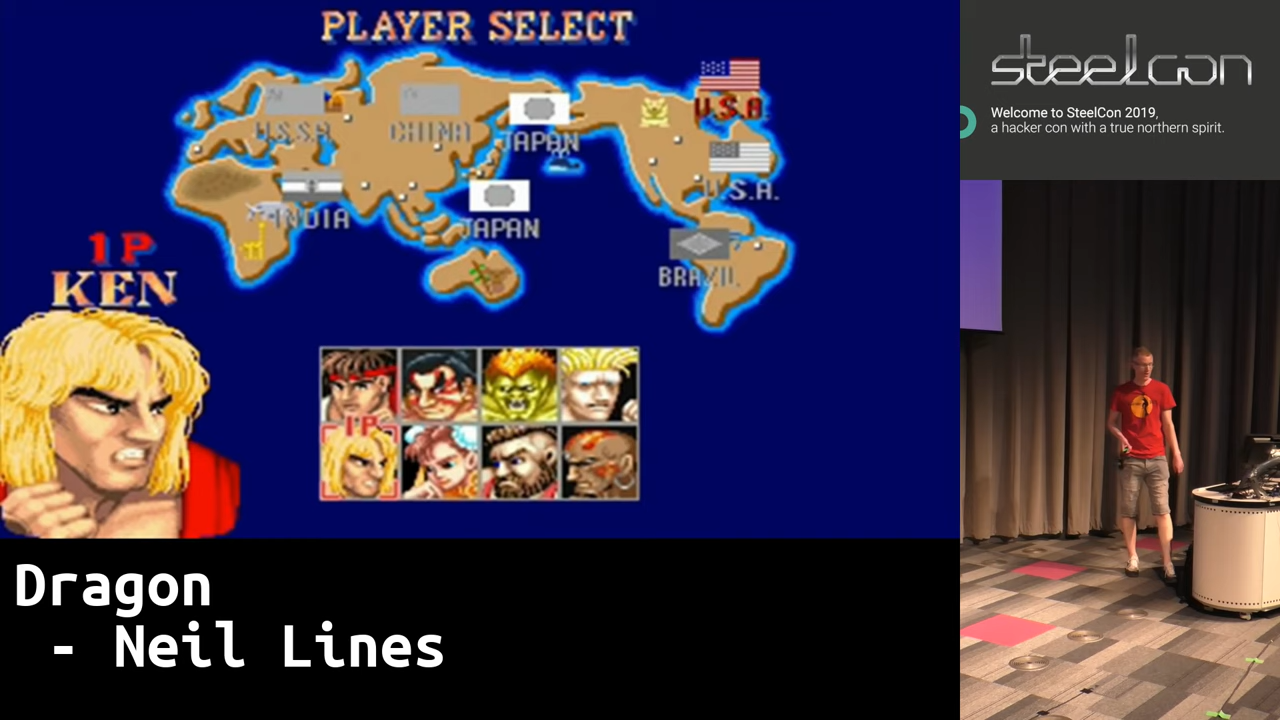 PLAYER SELECT
U.S.A.
U.S.S.R
CHINA
JAPAN
U.S.A.
INDIA
JAPAN
BRAZIL
1P
KEN
1P
Dragon
- Neil Lines
steelcon
Welcome to SteelCon 2019,
a hacker con with a true northern spirit.